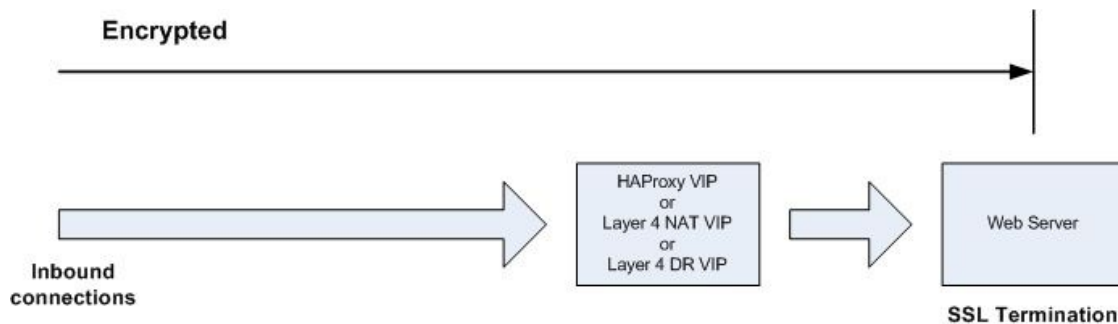 Encrypted
HAProxy VIP
or
Layer 4 NAT VIP
or
Layer 4 DR VIP
Web Server
Inbound
connections
SSL Termination